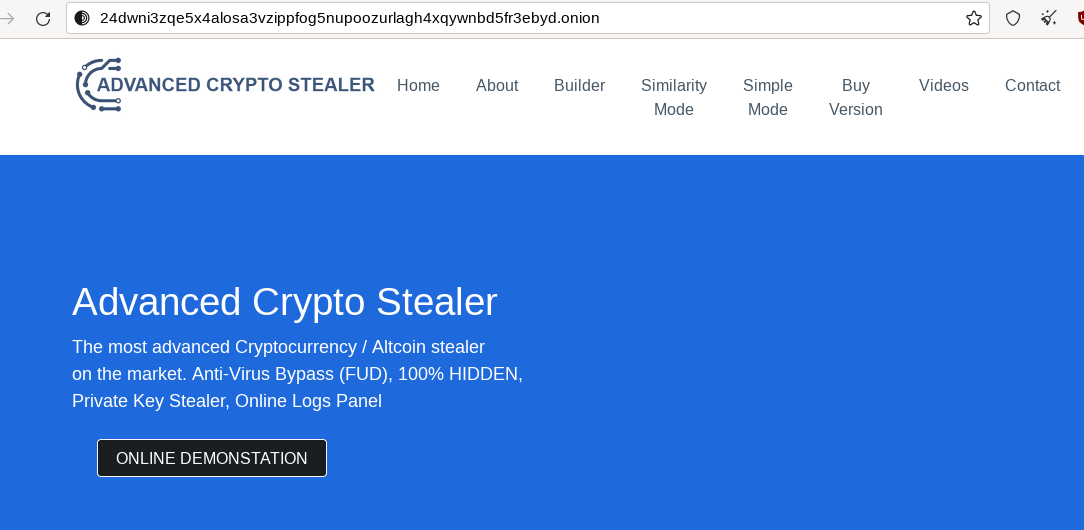 24dwni3zqe5x4alosa3vzippfog5nupoozurlagh4xqywnbd5fr3ebyd.onion
ADVANCED CRYPTO STEALER
Home
About
Builder
Similarity
Mode
Simple
Mode
Buy
Version
Videos
Contact
Advanced Crypto Stealer
The most advanced Cryptocurrency / Altcoin stealer
on the market. Anti-Virus Bypass (FUD), 100% HIDDEN,
Private Key Stealer, Online Logs Panel
ONLINE DEMONSTATION